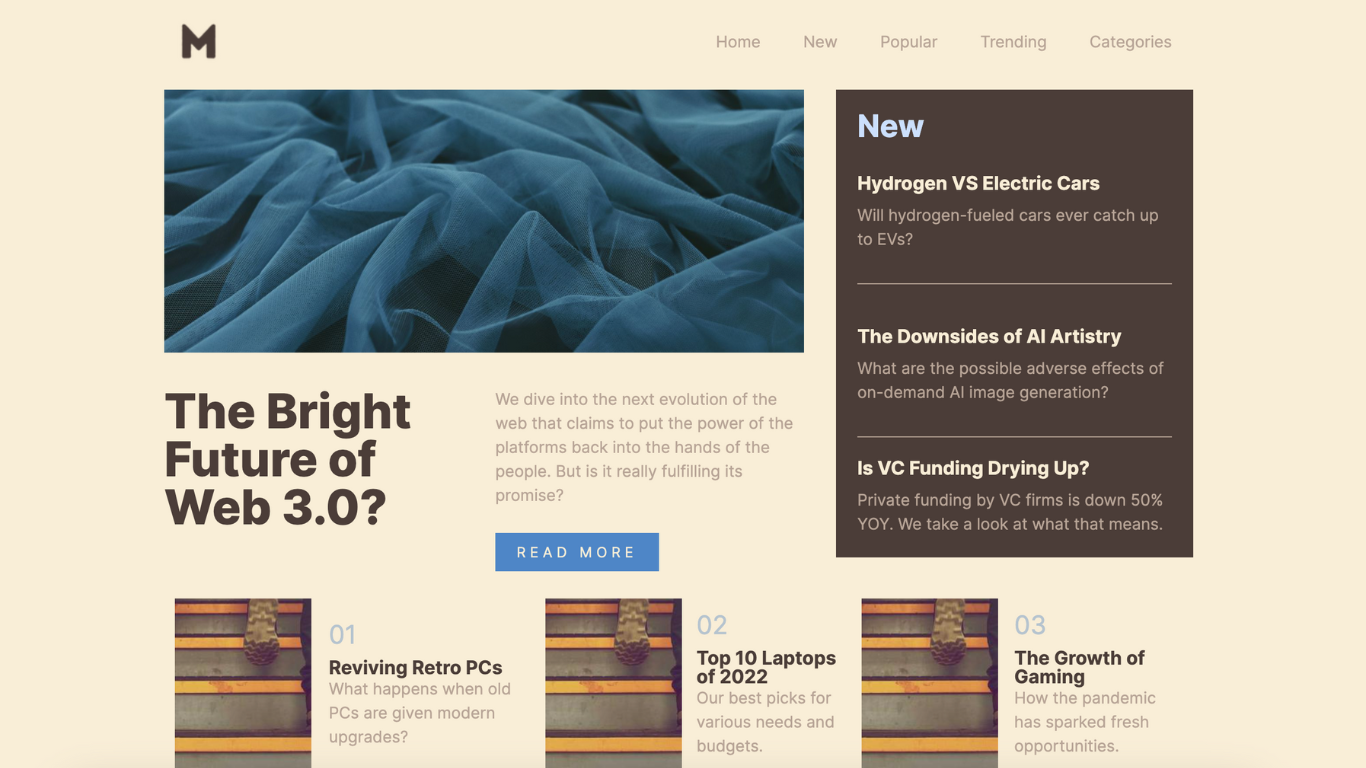 M
Home New Popular Trending Categories
The Bright
Future of
Web 3.0?
We dive into the next evolution of the
web that claims to put the power of the
platforms back into the hands of the
people. But is it really fulfilling its
promise?
READ MORE
New
Hydrogen VS Electric Cars
Will hydrogen-fueled cars ever catch up
to EVs?
The Downsides of AI Artistry
What are the possible adverse effects of
on-demand AI image generation?
Is VC Funding Drying Up?
Private funding by VC firms is down 50%
YOY. We take a look at what that means.
01
Reviving Retro PCs
What happens when old
PCs are given modern
upgrades?
02
Top 10 Laptops
of 2022
Our best picks for
various needs and
budgets.
03
The Growth of
Gaming
How the pandemic
has sparked fresh
opportunities.